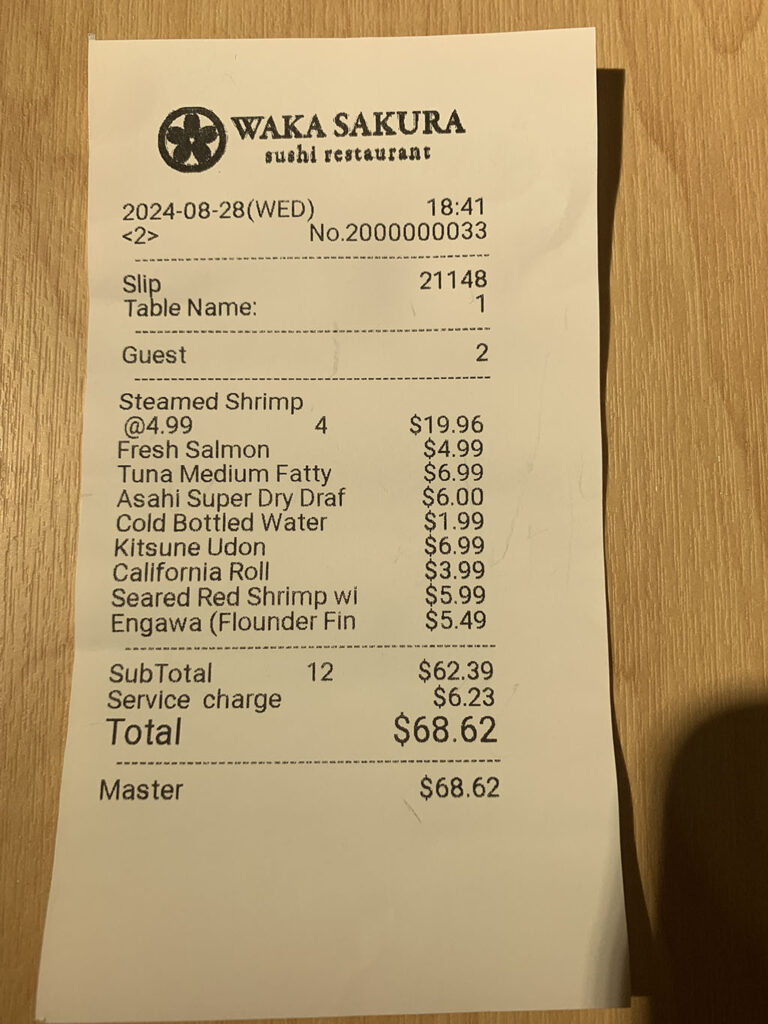 WAKA SAKURA
sushi restaurant
2024-08-28(WED) 18:41
<2> No.2000000033
Slip 21148
Table Name: 1
Guest 2
Steamed Shrimp
@4.99 4 $19.96
Fresh Salmon $4.99
Tuna Medium Fatty $6.99
Asahi Super Dry Draf $6.00
Cold Bottled Water $1.99
Kitsune Udon $6.99
California Roll $3.99
Seared Red Shrimp wi $5.99
Engawa (Flounder Fin $5.49
SubTotal 12 $62.39
Service charge $6.23
Total $68.62
Master $68.62